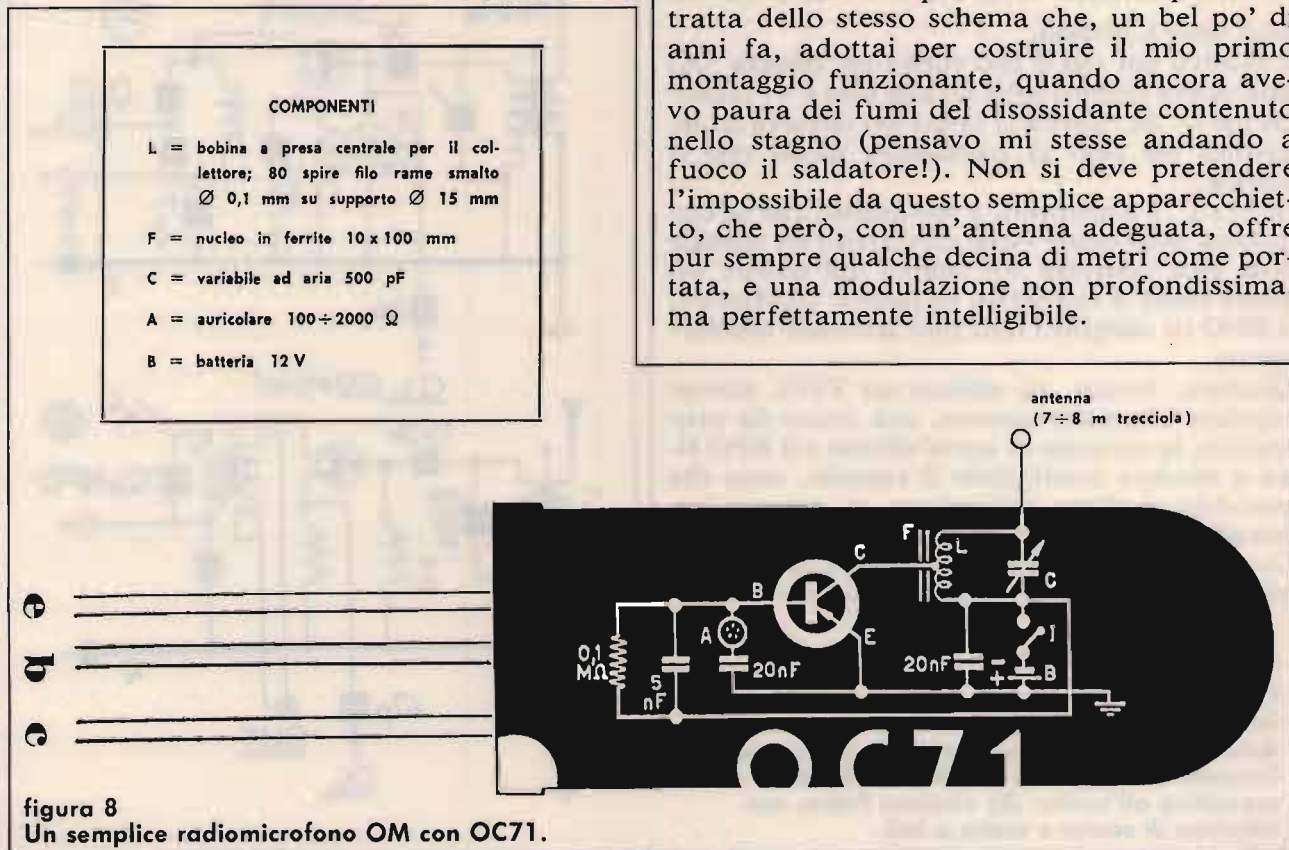 tratta dello stesso schema che, un bel po' di
anni fa, adottai per costruire il mio primo
montaggio funzionante, quando ancora ave-
vo paura dei fumi del disossidante contenuto
nello stagno (pensavo mi stesse andando a
fuoco il saldatore!). Non si deve pretendere
l'impossibile da questo semplice apparecchiet-
to, che però, con un'antenna adeguata, offre
pur sempre qualche decina di metri come por-
tata, e una modulazione non profondissima,
ma perfettamente intelligibile.
COMPONENTI
L = bobina a presa centrale per il col-
lettore; 80 spire filo rame smalto
Ø 0,1 mm su supporto Ø 15 mm
F = nucleo in ferrite 10 x 100 mm
C = variabile ad aria 500 pF
A = auricolare 100÷2000 Ω
B = batteria 12 V
antenna
(7÷8 m trecciola)
e
b
c
0,1
MΩ
5
nF
A
20nF
B
C
E
F
L
C
20nF
I
- +
B
OC71
figura 8
Un semplice radiomicrofono OM con OC71.